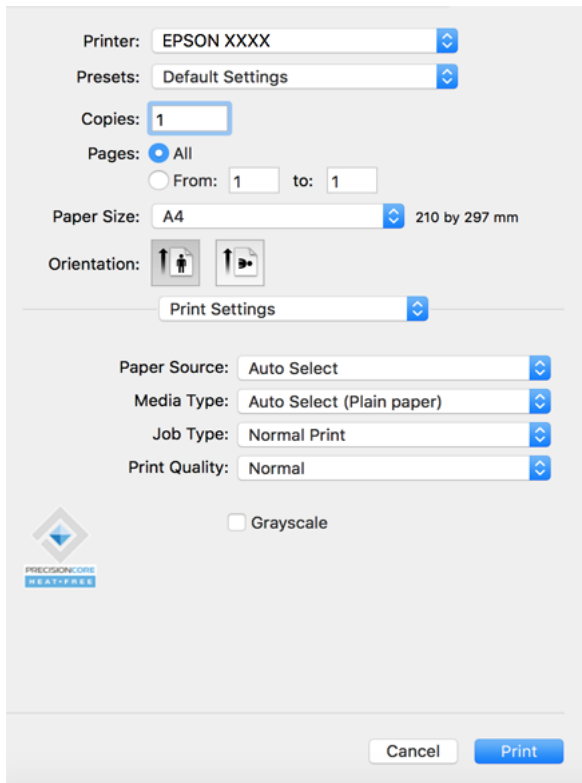 Printer: EPSON XXXX
Presets: Default Settings
Copies: 1
Pages: All
From: 1 to: 1
Paper Size: A4 210 by 297 mm
Orientation:
Print Settings
Paper Source: Auto Select
Media Type: Auto Select (Plain paper)
Job Type: Normal Print
Print Quality: Normal
Grayscale
PRECISIONCORE
HEAT•FREE
Cancel Print